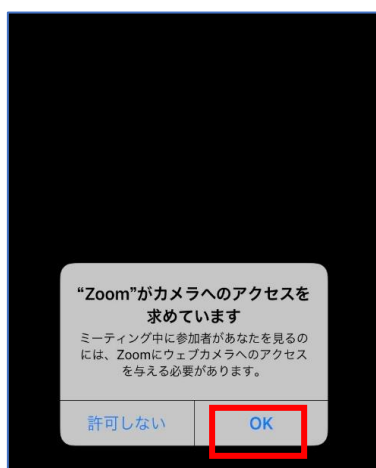 “Zoom”がカメラへのアクセスを
求めています
ミーティング中に参加者があなたを見るの
には、Zoomにウェブカメラへのアクセス
を与える必要があります。
許可しない
OK